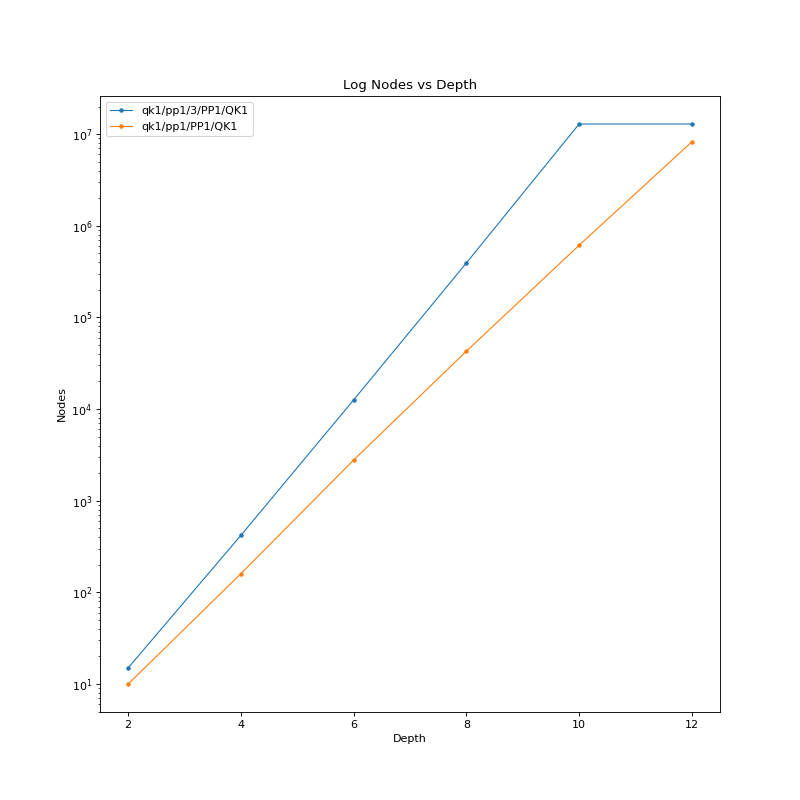 Log Nodes vs Depth
qk1/pp1/3/PP1/QK1
qk1/pp1/PP1/QK1
10^7
10^6
10^5
10^4
10^3
10^2
10^1
Nodes
2 4 6 8 10 12
Depth